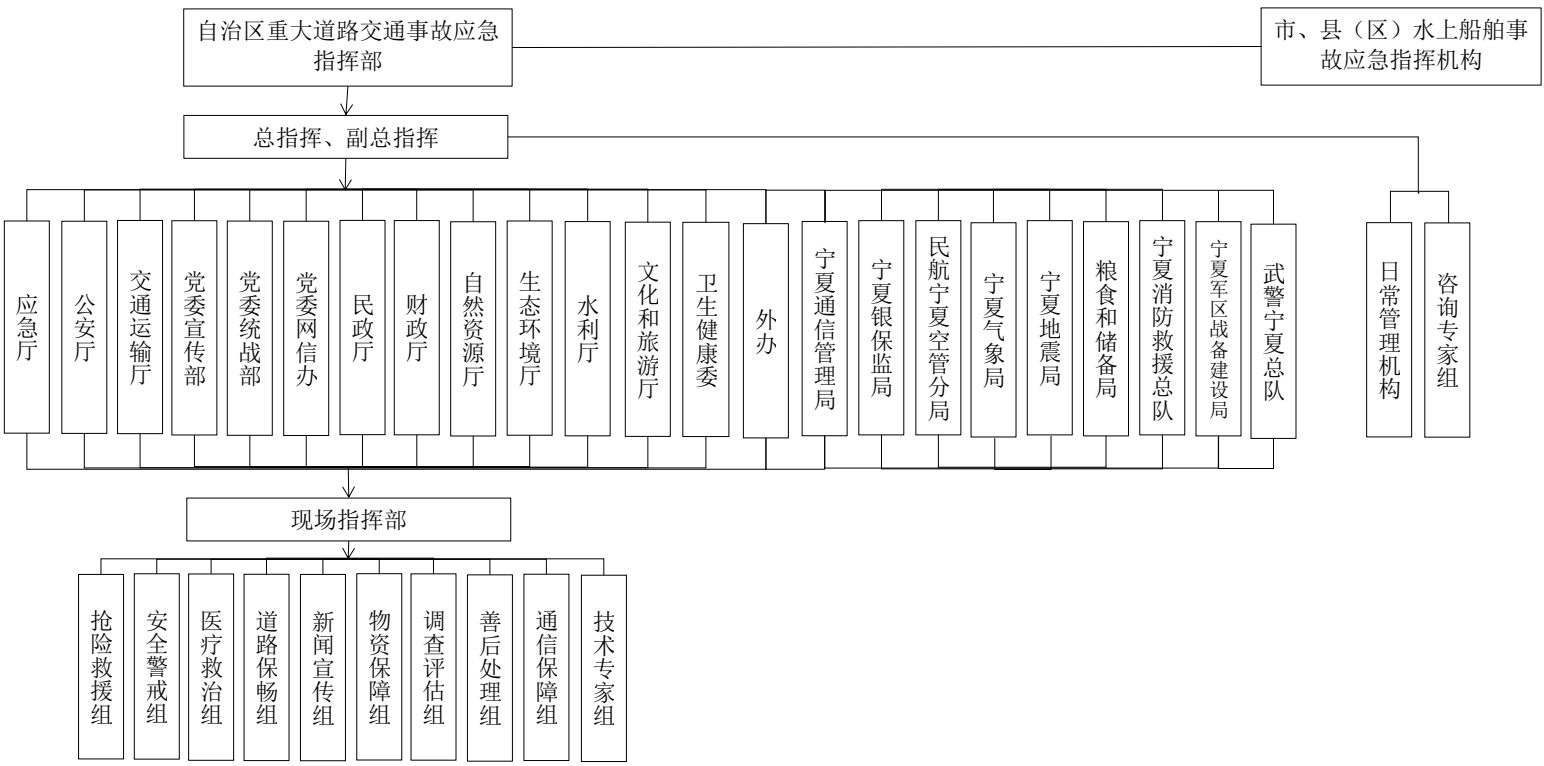 自治区重大道路交通事故应急
指挥部
市、县（区）水上船舶事
故应急指挥机构
总指挥、副总指挥
应急厅
公安厅
交通运输厅
党委宣传部
党委统战部
党委网信办
民政厅
财政厅
自然资源厅
生态环境厅
水利厅
文化和旅游厅
卫生健康委
外办
宁夏通信管理局
宁夏银保监局
民航宁夏空管分局
宁夏气象局
宁夏地震局
粮食和储备局
宁夏消防救援总队
宁夏军区战备建设局
武警宁夏总队
日常管理机构
咨询专家组
现场指挥部
抢险救援组
安全警戒组
医疗救治组
道路保畅组
新闻宣传组
物资保障组
调查评估组
善后处理组
通信保障组
技术专家组